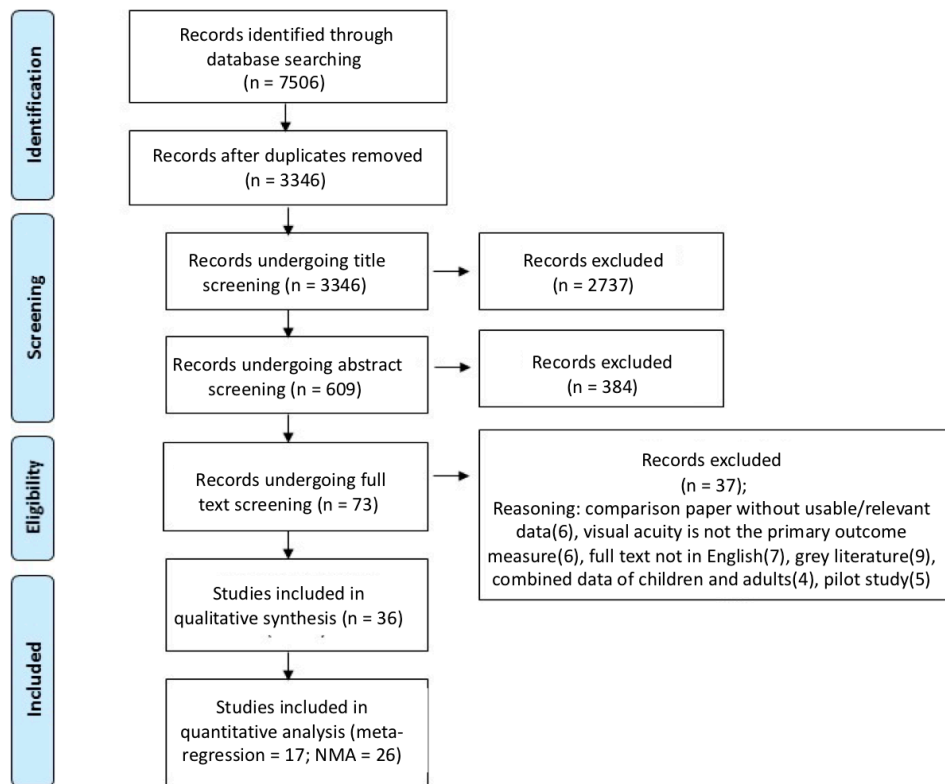 Identification
Records identified through
database searching
(n = 7506)
Records after duplicates removed
(n = 3346)
Screening
Records undergoing title
screening (n = 3346)
Records excluded
(n = 2737)
Records undergoing abstract
screening (n = 609)
Records excluded
(n = 384)
Eligibility
Records undergoing full
text screening (n = 73)
Records excluded
(n = 37);
Reasoning: comparison paper without usable/relevant
data(6), visual acuity is not the primary outcome
measure(6), full text not in English(7), grey literature(9),
combined data of children and adults(4), pilot study(5)
Included
Studies included in
qualitative synthesis (n = 36)
Studies included in
quantitative analysis (meta-
regression = 17; NMA = 26)